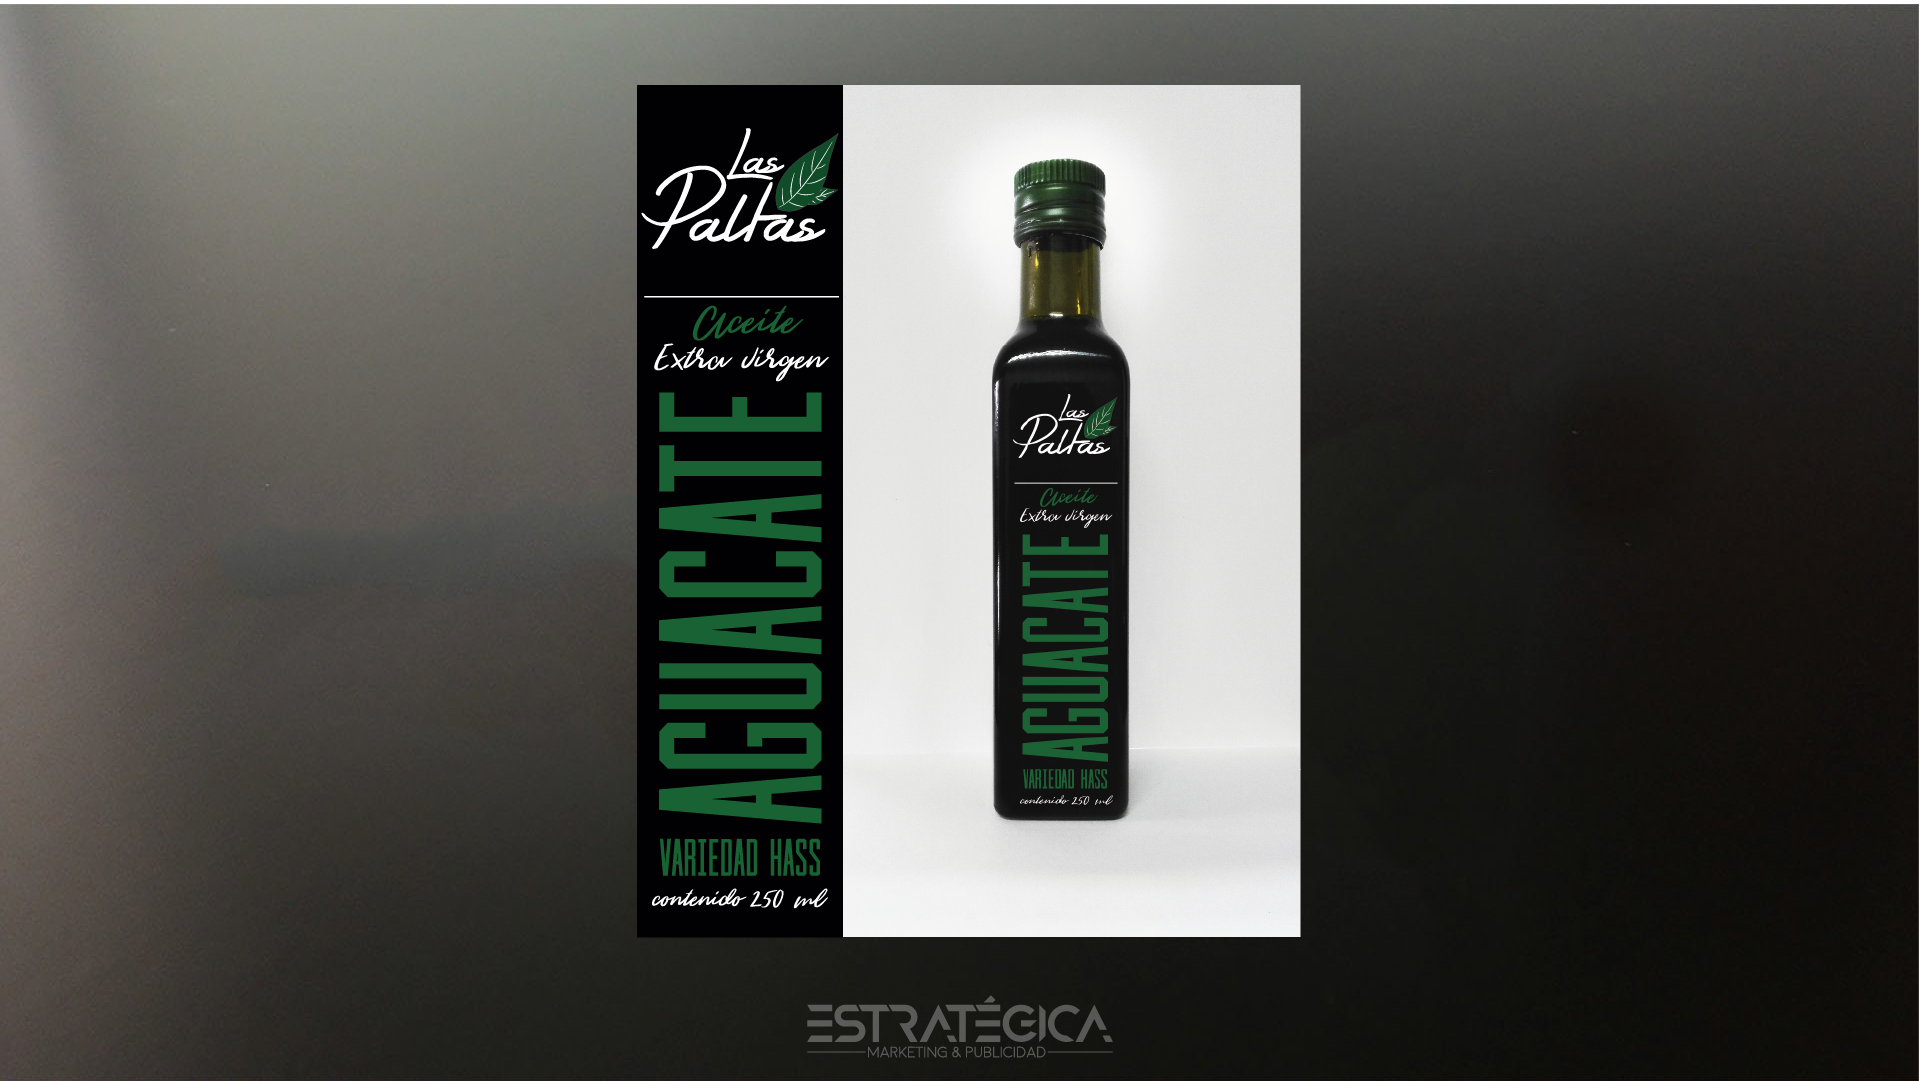 Las
Paltas
Aceite
Extra virgen
AGUACATE
VARIEDAD HASS
contenido 250 ml
Las
Paltas
Aceite
Extra virgen
AGUACATE
VARIEDAD HASS
contenido 250 ml
ESTRATÉGICA
MARKETING & PUBLICIDAD